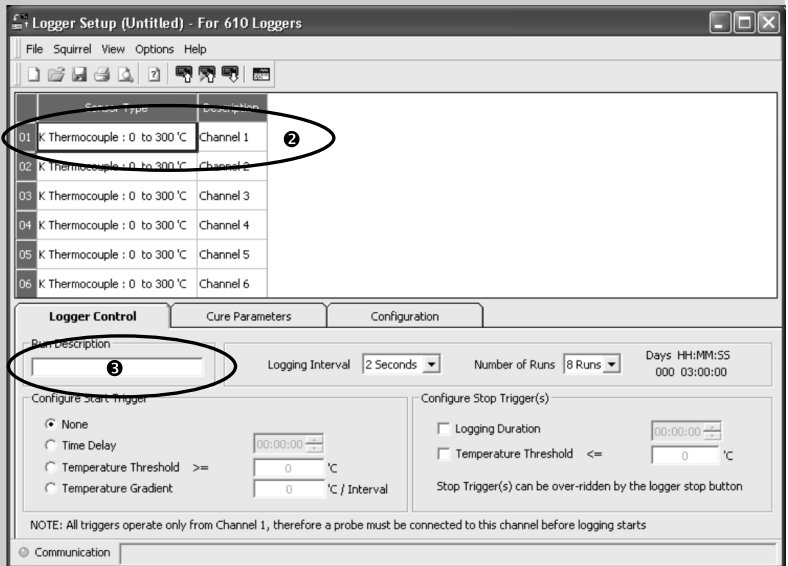 Logger Setup (Untitled) - For 610 Loggers
File Squirrel View Options Help
Sensor Type Description
01 K Thermocouple : 0 to 300 'C Channel 1 ❷
02 K Thermocouple : 0 to 300 'C Channel 2
03 K Thermocouple : 0 to 300 'C Channel 3
04 K Thermocouple : 0 to 300 'C Channel 4
05 K Thermocouple : 0 to 300 'C Channel 5
06 K Thermocouple : 0 to 300 'C Channel 6
Logger Control Cure Parameters Configuration
Run Description
❸
Logging Interval 2 Seconds Number of Runs 8 Runs Days HH:MM:SS
000 03:00:00
Configure Start Trigger
None
Time Delay 00:00:00
Temperature Threshold >= 0 'C
Temperature Gradient 0 'C / Interval
Configure Stop Trigger(s)
Logging Duration 00:00:00
Temperature Threshold <= 0 'C
Stop Trigger(s) can be over-ridden by the logger stop button
NOTE: All triggers operate only from Channel 1, therefore a probe must be connected to this channel before logging starts
Communication